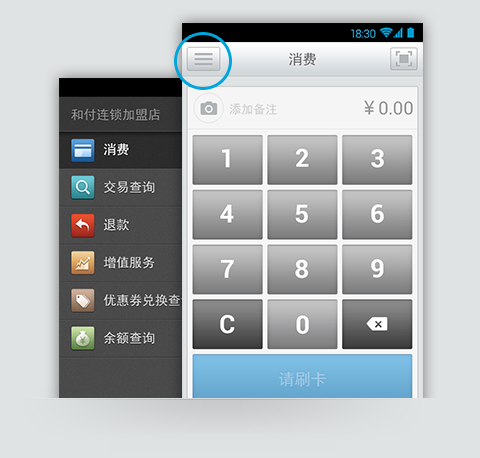 18:30
消费
添加备注
¥ 0.00
1 2 3
4 5 6
7 8 9
C 0
请刷卡
和付连锁加盟店
消费
交易查询
退款
增值服务
优惠券兑换查
余额查询